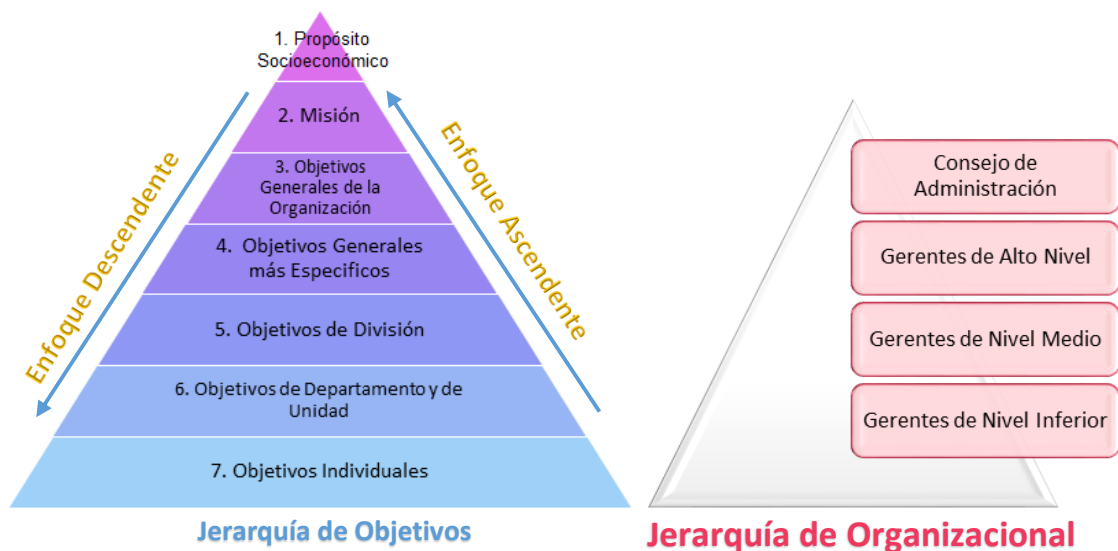 1. Propósito
Socioeconómico
2. Misión
3. Objetivos
Generales de la
Organización
4. Objetivos Generales
más Especificos
5. Objetivos de División
6. Objetivos de Departamento y de
Unidad
7. Objetivos Individuales
Enfoque Descendente
Enfoque Ascendente
Jerarquía de Objetivos
Consejo de
Administración
Gerentes de Alto Nivel
Gerentes de Nivel Medio
Gerentes de Nivel Inferior
Jerarquía de Organizacional